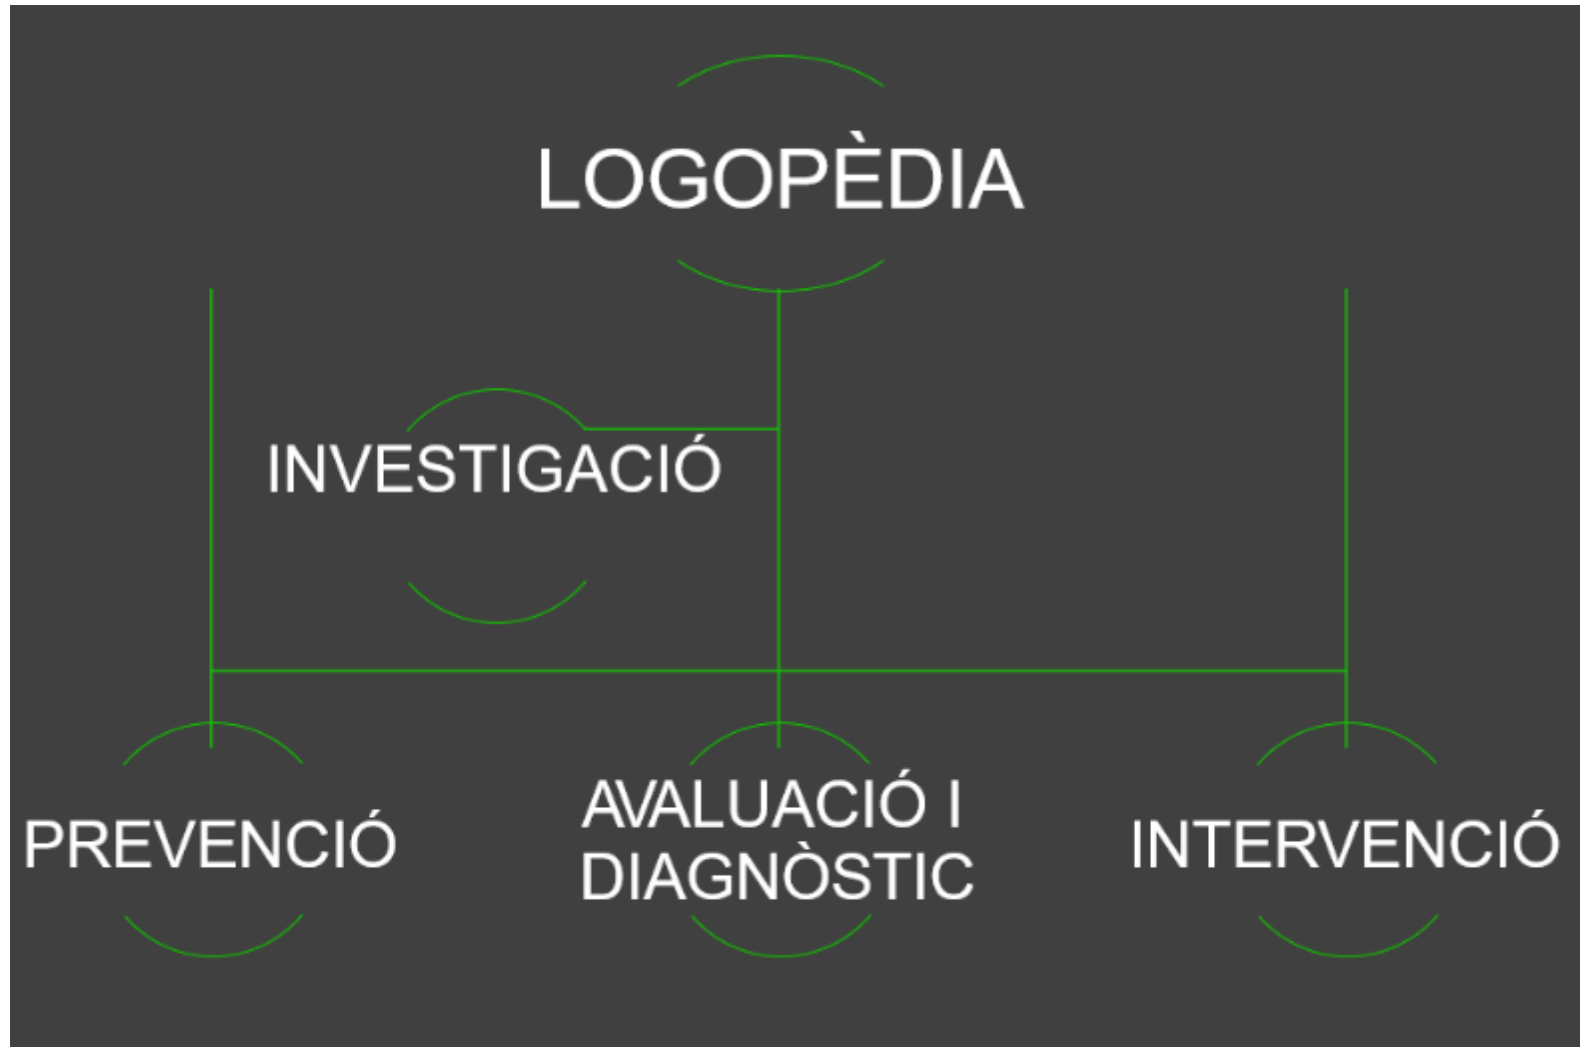 LOGOPÈDIA
INVESTIGACIÓ
PREVENCIÓ
AVALUACIÓ I
DIAGNÒSTIC
INTERVENCIÓ